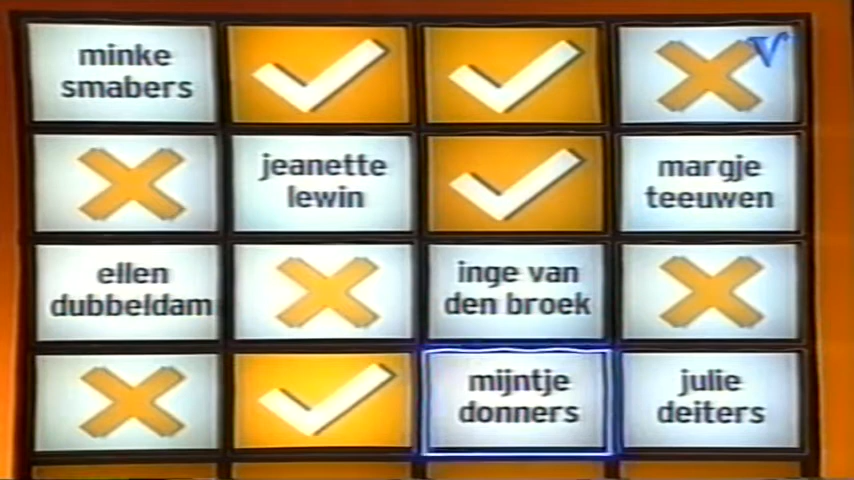 minke
smabers
V
jeanette
lewin
margje
teeuwen
ellen
dubbeldam
inge van
den broek
mijntje
donners
julie
deiters